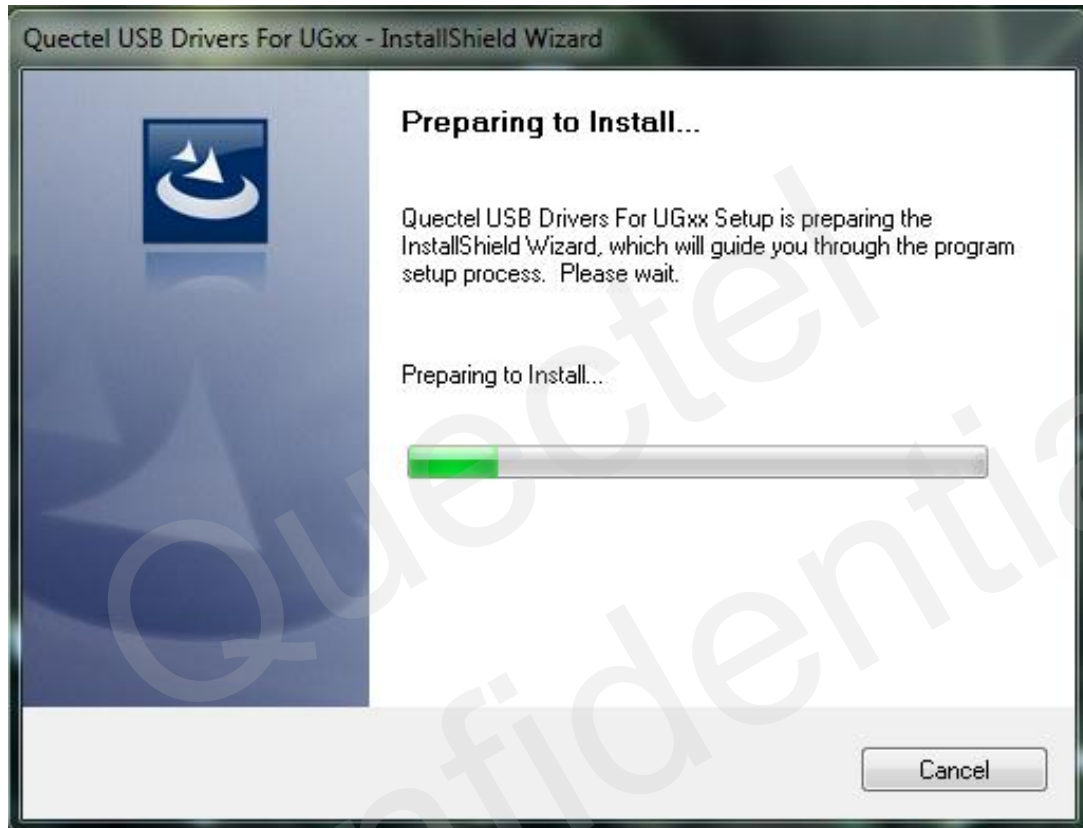 Quectel USB Drivers For UGxx - InstallShield Wizard
Preparing to Install...
Quectel USB Drivers For UGxx Setup is preparing the
InstallShield Wizard, which will guide you through the program
setup process. Please wait.
Preparing to Install...
Cancel
Quectel
onfidentia